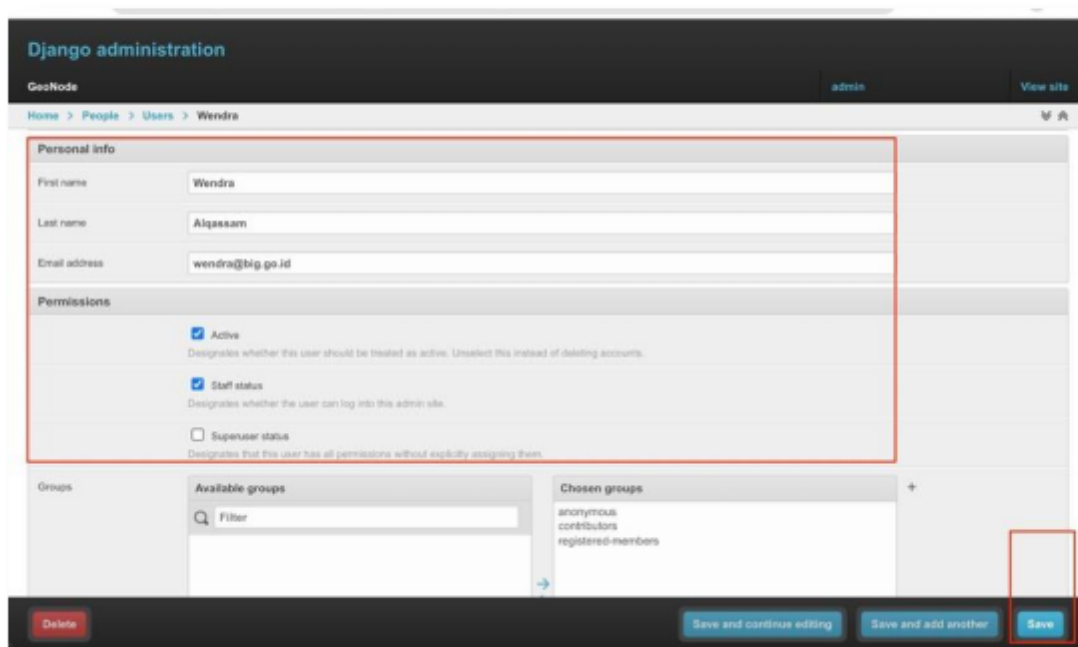 Django administration
GeoNode admin View site
Home > People > Users > Wendra
Personal info
First name Wendra
Last name Alqassam
Email address wendra@big.go.id
Permissions
Active
Designates whether this user should be treated as active. Unselect this instead of deleting accounts.
Staff status
Designates whether the user can log into this admin site.
Superuser status
Designates that this user has all permissions without explicitly assigning them.
Groups Available groups Chosen groups +
Filter
anonymous
contributors
registered-members
Delete Save and continue editing Save and add another Save